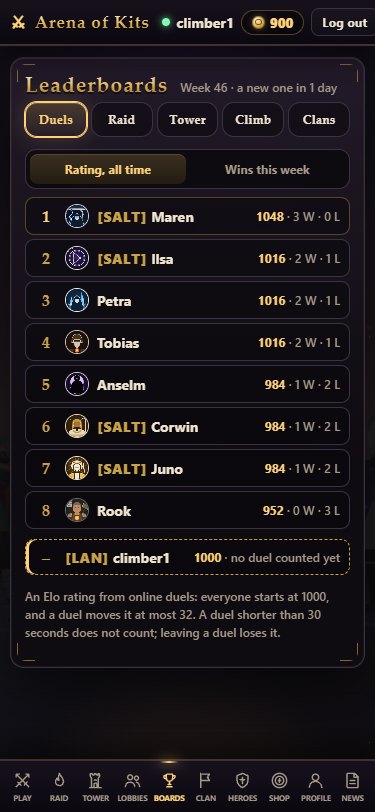 Arena of Kits climber1 900 Log out
Leaderboards Week 46 · a new one in 1 day
Duels Raid Tower Climb Clans
Rating, all time Wins this week
1 [SALT] Maren 1048 · 3 W · 0 L
2 [SALT] Ilsa 1016 · 2 W · 1 L
3 Petra 1016 · 2 W · 1 L
4 Tobias 1016 · 2 W · 1 L
5 Anselm 984 · 1 W · 2 L
6 [SALT] Corwin 984 · 1 W · 2 L
7 [SALT] Juno 984 · 1 W · 2 L
8 Rook 952 · 0 W · 3 L
– [LAN] climber1 1000 · no duel counted yet
An Elo rating from online duels: everyone starts at 1000,
and a duel moves it at most 32. A duel shorter than 30
seconds does not count; leaving a duel loses it.
PLAY RAID TOWER LOBBIES BOARDS CLAN HEROES SHOP PROFILE NEWS